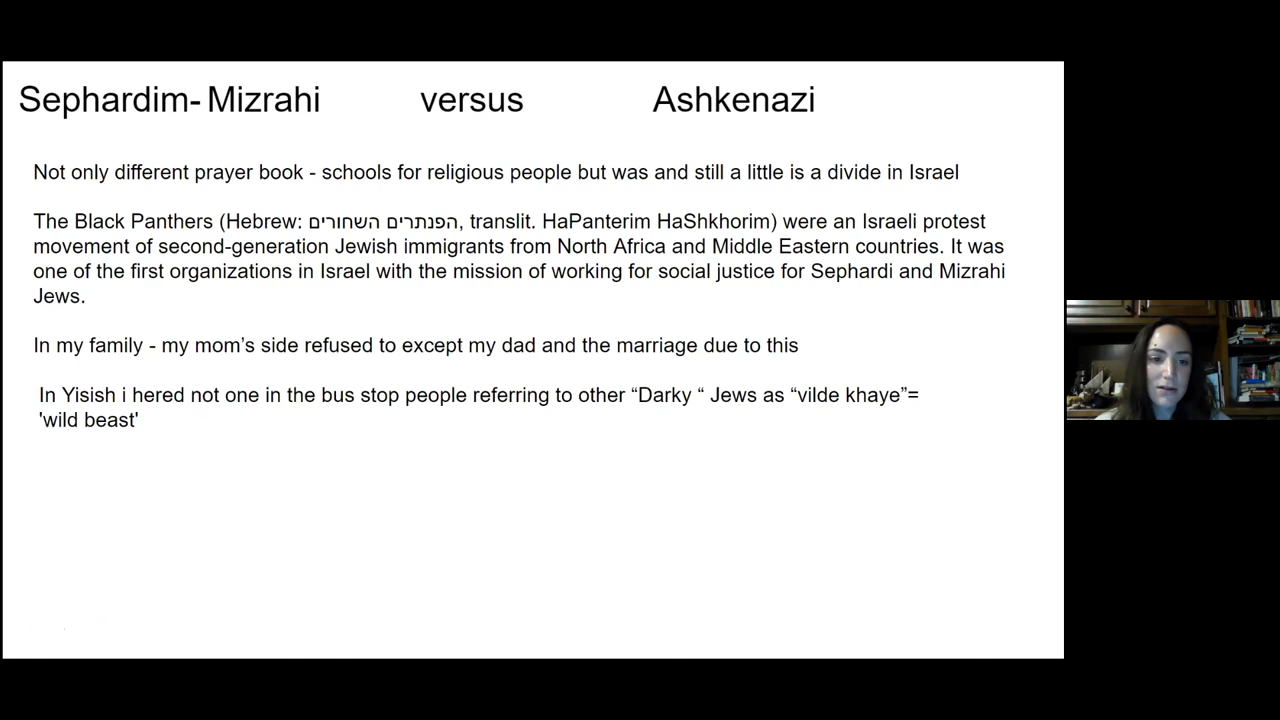 Sephardim- Mizrahi versus Ashkenazi
Not only different prayer book - schools for religious people but was and still a little is a divide in Israel
The Black Panthers (Hebrew: הפנתרים השחורים, translit. HaPanterim HaShkhorim) were an Israeli protest
movement of second-generation Jewish immigrants from North Africa and Middle Eastern countries. It was
one of the first organizations in Israel with the mission of working for social justice for Sephardi and Mizrahi
Jews.
In my family - my mom’s side refused to except my dad and the marriage due to this
In Yisish i hered not one in the bus stop people referring to other “Darky “ Jews as “vilde khaye”=
'wild beast'